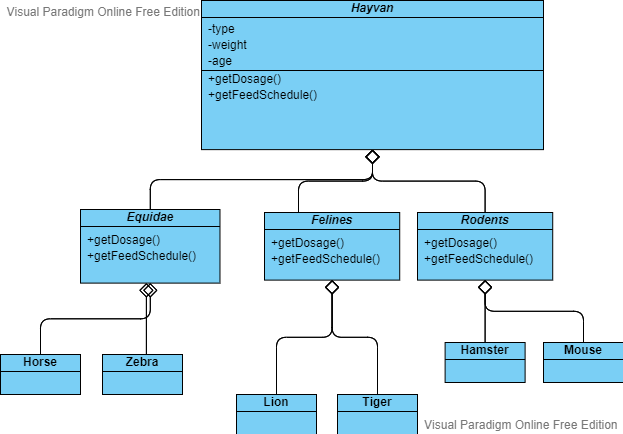 Visual Paradigm Online Free Edition
Hayvan
-type
-weight
-age
+getDosage()
+getFeedSchedule()
Equidae
+getDosage()
+getFeedSchedule()
Felines
+getDosage()
+getFeedSchedule()
Rodents
+getDosage()
+getFeedSchedule()
Horse
Zebra
Hamster
Mouse
Lion
Tiger
Visual Paradigm Online Free Edition